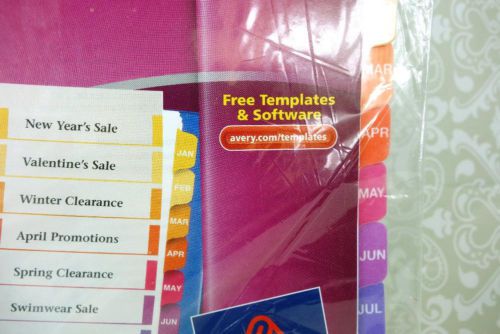 Free Templates
& Software
avery.com/templates
New Year's Sale
Valentine's Sale
Winter Clearance
April Promotions
Spring Clearance
Swimwear Sale
JAN
FEB
MAR
APR
MAY
JUN
MAR
APR
MAY
JUN
JUL